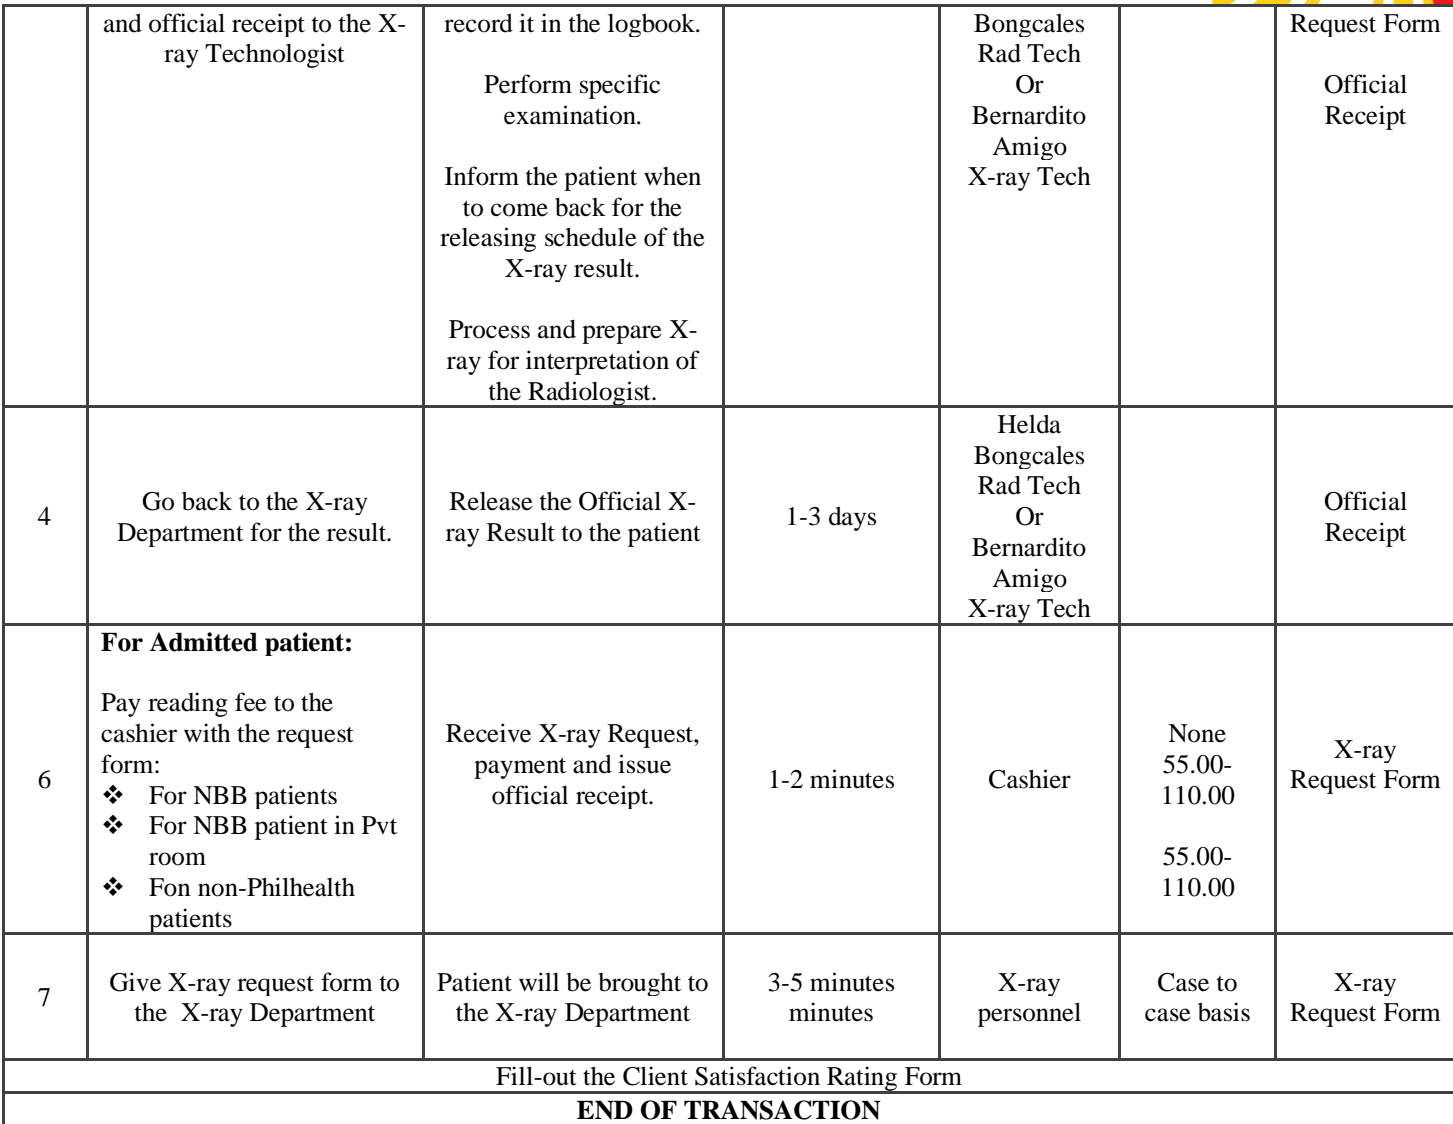 and official receipt to the X-
ray Technologist
record it in the logbook.
Perform specific
examination.
Inform the patient when
to come back for the
releasing schedule of the
X-ray result.
Process and prepare X-
ray for interpretation of
the Radiologist.
Bongcales
Rad Tech
Or
Bernardito
Amigo
X-ray Tech
Request Form
Official
Receipt
4
Go back to the X-ray
Department for the result.
Release the Official X-
ray Result to the patient
1-3 days
Helda
Bongcales
Rad Tech
Or
Bernardito
Amigo
X-ray Tech
Official
Receipt
6
For Admitted patient:
Pay reading fee to the
cashier with the request
form:
❖ For NBB patients
❖ For NBB patient in Pvt
room
❖ Fon non-Philhealth
patients
Receive X-ray Request,
payment and issue
official receipt.
1-2 minutes
Cashier
None
55.00-
110.00
55.00-
110.00
X-ray
Request Form
7
Give X-ray request form to
the X-ray Department
Patient will be brought to
the X-ray Department
3-5 minutes
minutes
X-ray
personnel
Case to
case basis
X-ray
Request Form
Fill-out the Client Satisfaction Rating Form
END OF TRANSACTION